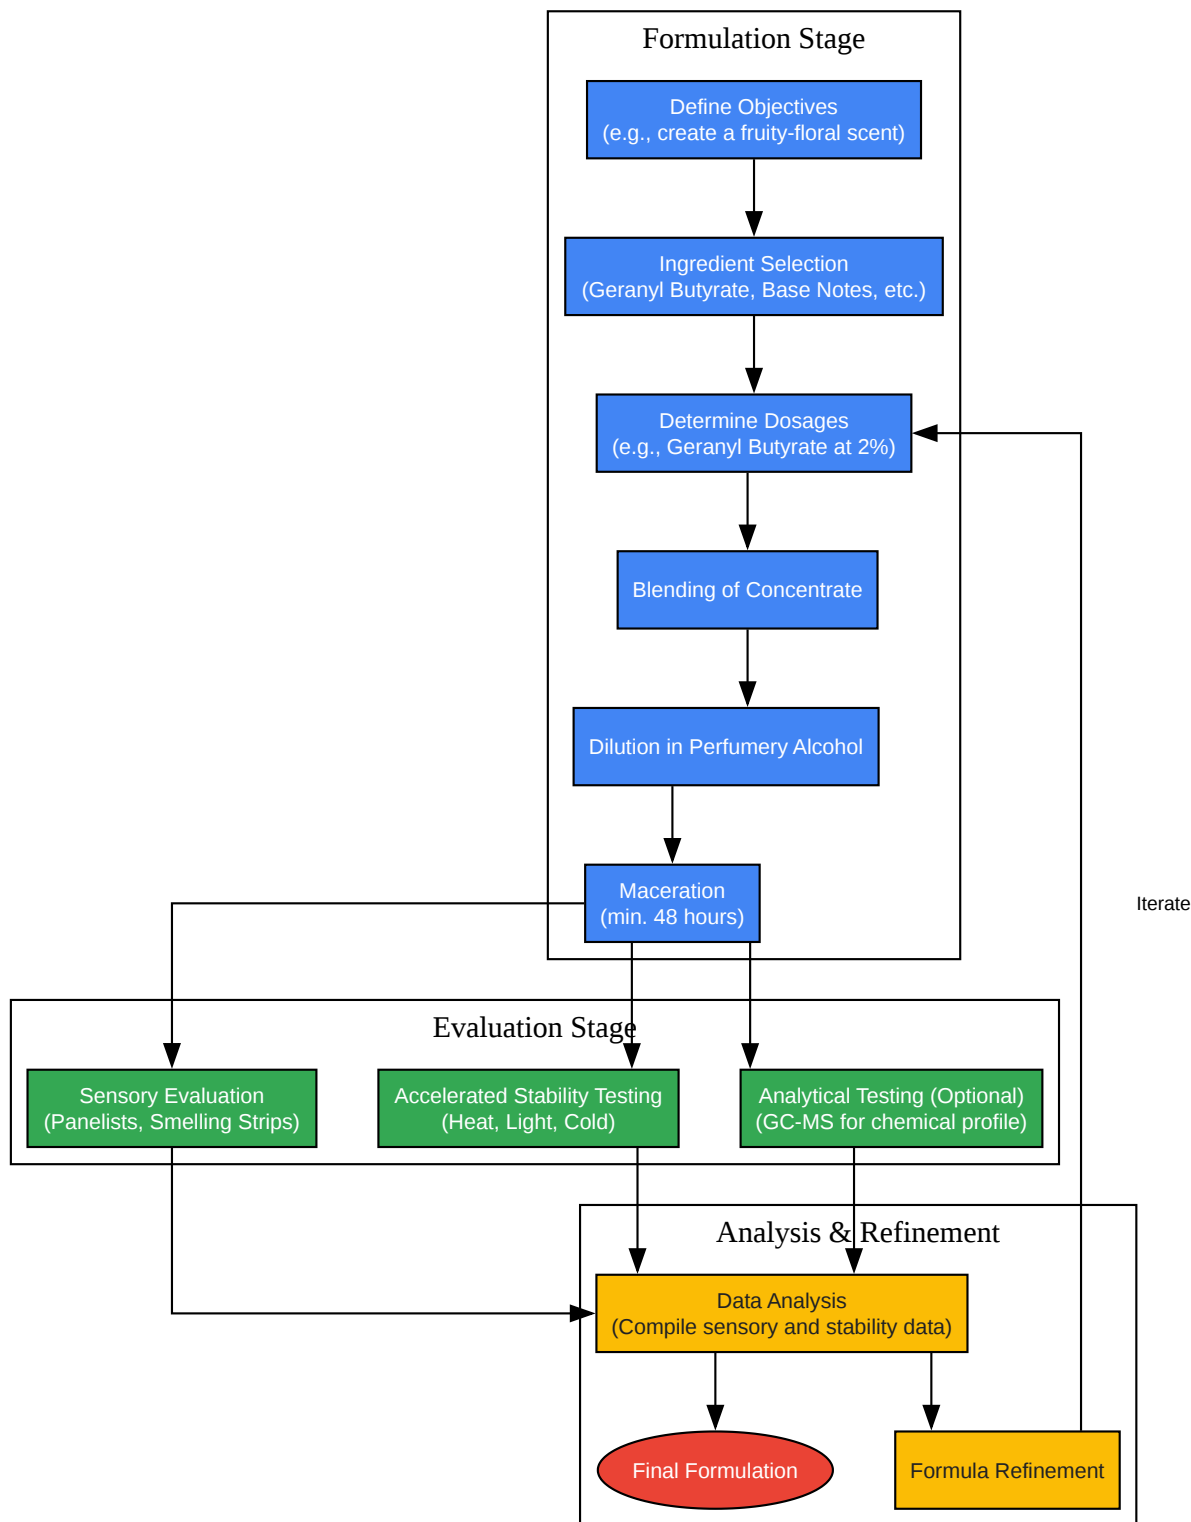 Formulation Stage
Define Objectives
(e.g., create a fruity-floral scent)
Ingredient Selection
(Geranyl Butyrate, Base Notes, etc.)
Determine Dosages
(e.g., Geranyl Butyrate at 2%)
Blending of Concentrate
Dilution in Perfumery Alcohol
Maceration
(min. 48 hours)
Iterate
Evaluation Stage
Sensory Evaluation
(Panelists, Smelling Strips)
Accelerated Stability Testing
(Heat, Light, Cold)
Analytical Testing (Optional)
(GC-MS for chemical profile)
Analysis & Refinement
Data Analysis
(Compile sensory and stability data)
Final Formulation
Formula Refinement